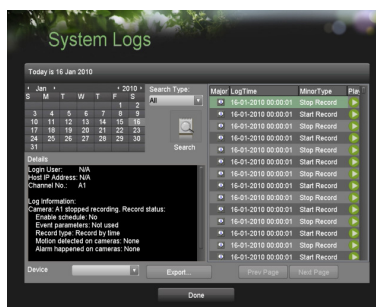 System Logs
Today is 16 Jan 2010
Jan 2010
S M T W T F S
1 2
3 4 5 6 7 8 9
10 11 12 13 14 15 16
17 18 19 20 21 22 23
24 25 26 27 28 29 30
31
Search Type:
All
Search
Details
Login User: N/A
Host IP Address: N/A
Channel No.: A1
Log Information:
Camera: A1 stopped recording. Record status:
Enable schedule: No
Event parameters: Not used
Record type: Record by time
Motion detected on cameras: None
Alarm happened on cameras: None
Major LogTime MinorType Play
16-01-2010 00:00:01 Stop Record
16-01-2010 00:00:01 Start Record
16-01-2010 00:00:01 Stop Record
16-01-2010 00:00:01 Start Record
16-01-2010 00:00:01 Stop Record
16-01-2010 00:00:01 Start Record
16-01-2010 00:00:01 Stop Record
16-01-2010 00:00:01 Start Record
16-01-2010 00:00:01 Stop Record
16-01-2010 00:00:01 Start Record
16-01-2010 00:00:01 Stop Record
16-01-2010 00:00:01 Start Record
16-01-2010 00:00:01 Stop Record
16-01-2010 00:00:01 Start Record
Device
Export...
Prev Page
Next Page
Done